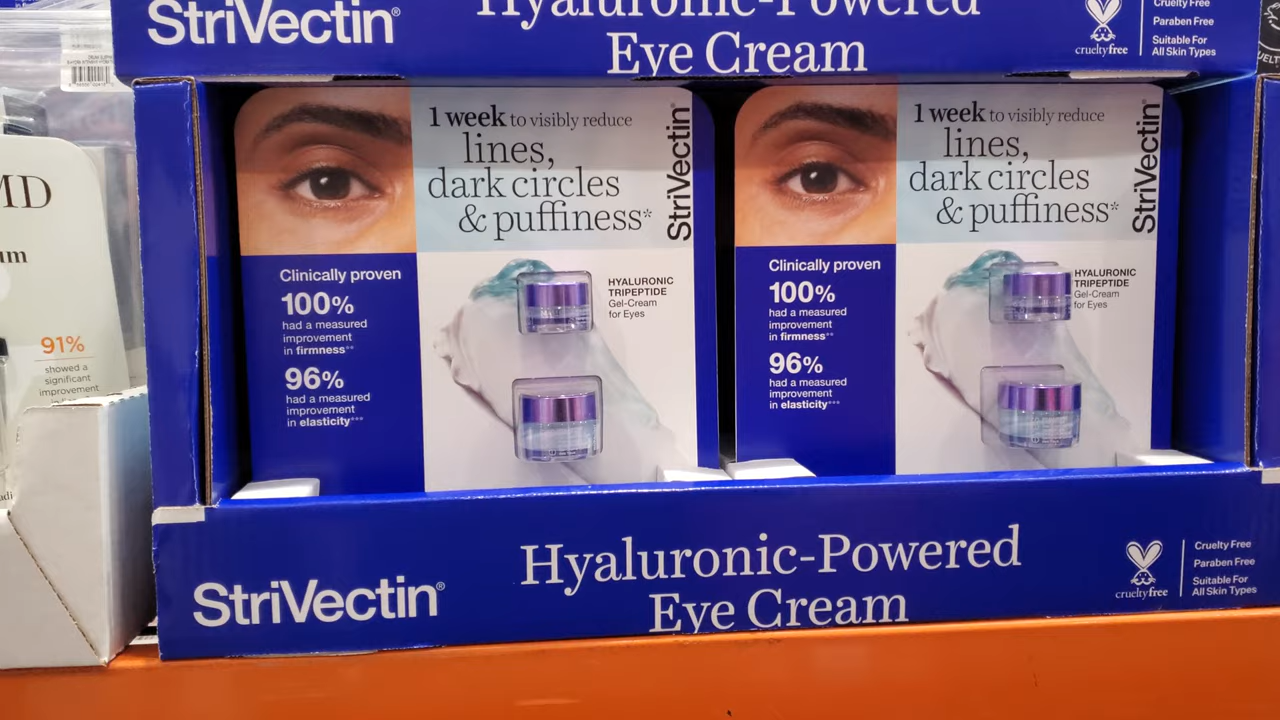 StriVectin®
Hyaluronic-Powered
Eye Cream
crueltyfree
Cruelty Free
Paraben Free
Suitable For
All Skin Types
MD
91%
showed a
significant
improvement
1 week to visibly reduce
lines,
dark circles
& puffiness*
StriVectin®
Clinically proven
100%
had a measured
improvement
in firmness**
96%
had a measured
improvement
in elasticity***
HYALURONIC
TRIPEPTIDE
Gel-Cream
for Eyes
1 week to visibly reduce
lines,
dark circles
& puffiness*
StriVectin®
Clinically proven
100%
had a measured
improvement
in firmness**
96%
had a measured
improvement
in elasticity***
HYALURONIC
TRIPEPTIDE
Gel-Cream
for Eyes
StriVectin®
Hyaluronic-Powered
Eye Cream
crueltyfree
Cruelty Free
Paraben Free
Suitable For
All Skin Types